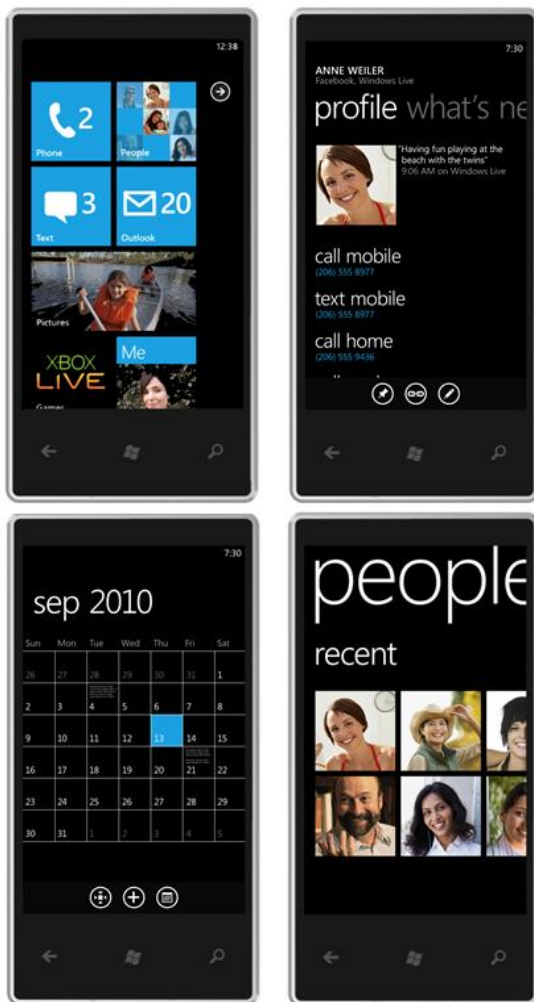 12:38
2
Phone
People
3
Text
20
Outlook
Pictures
XBOX
LIVE
Games
Me
7:30
ANNE WEILER
Facebook, Windows Live
profile what's ne
"Having fun playing at the
beach with the twins"
9:06 AM on Windows Live
call mobile
(206) 555 8977
text mobile
(206) 555 8977
call home
(206) 555 9436
7:30
sep 2010
Sun Mon Tue Wed Thu Fri Sat
26 27 28 29 30 31 1
2 3 4 5 6 7 8
9 10 11 12 13 14 15
16 17 18 19 20 21 22
23 24 25 26 27 28 29
30 31 1 2 3 4 5
people
recent